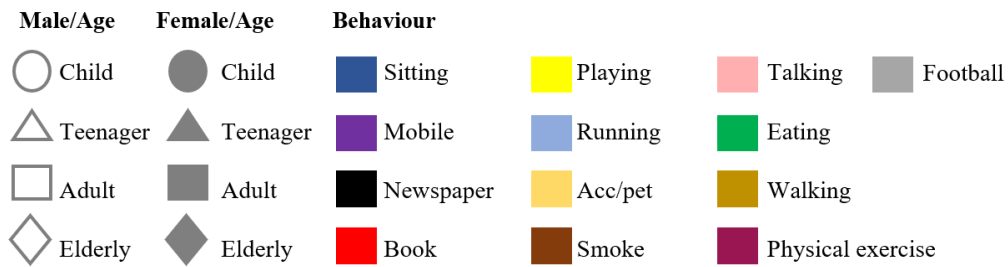 Male/Age Female/Age Behaviour
Child Child Sitting Playing Talking Football
Teenager Teenager Mobile Running Eating
Adult Adult Newspaper Acc/pet Walking
Elderly Elderly Book Smoke Physical exercise